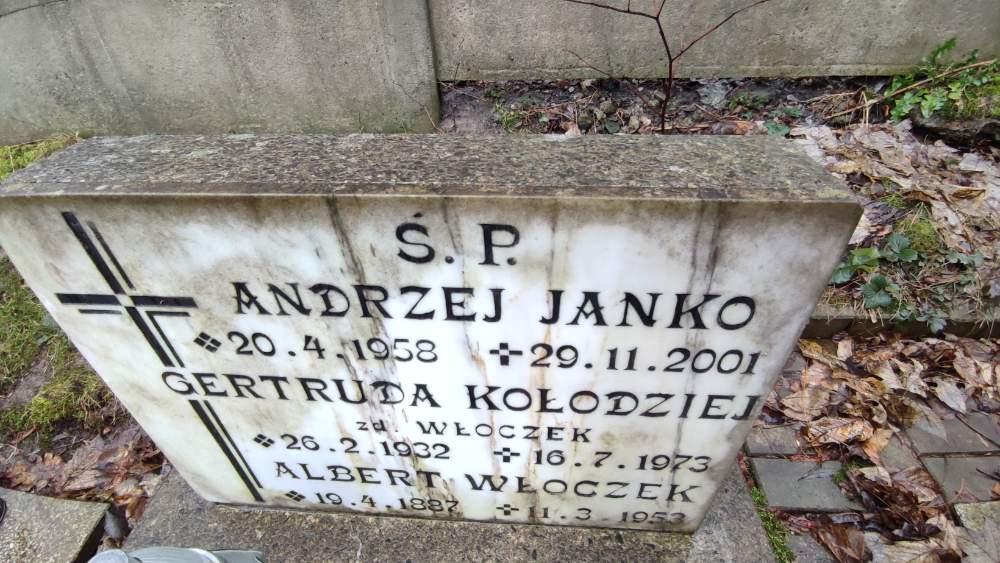 Ś. P.
ANDRZEJ JANKO
20.4.1958 29.11.2001
GERTRUDA KOŁODZIEJ
zd. WŁOCZEK
26.2.1932 16.7.1973
ALBERT WŁOCZEK
19.4.1887 11.3.1953